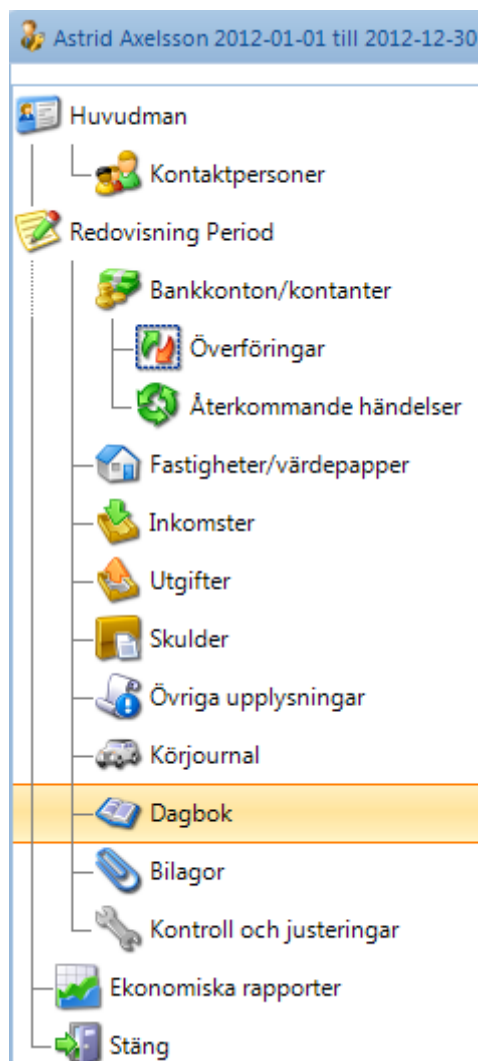 Astrid Axelsson 2012-01-01 till 2012-12-30
Huvudman
Kontaktpersoner
Redovisning Period
Bankkonton/kontanter
Överföringar
Återkommande händelser
Fastigheter/värdepapper
Inkomster
Utgifter
Skulder
Övriga upplysningar
Körjournal
Dagbok
Bilagor
Kontroll och justeringar
Ekonomiska rapporter
Stäng